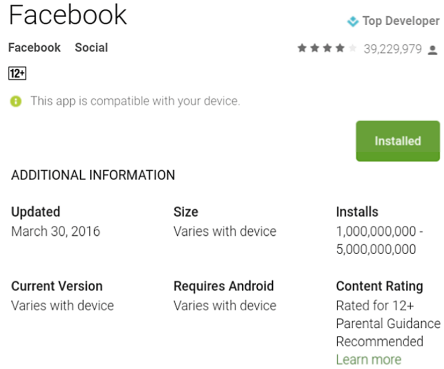 Facebook
Top Developer
Facebook Social
39,229,979
12+
This app is compatible with your device.
Installed
ADDITIONAL INFORMATION
Updated Size Installs
March 30, 2016 Varies with device 1,000,000,000 -
5,000,000,000
Current Version Requires Android Content Rating
Varies with device Varies with device Rated for 12+
Parental Guidance
Recommended
Learn more